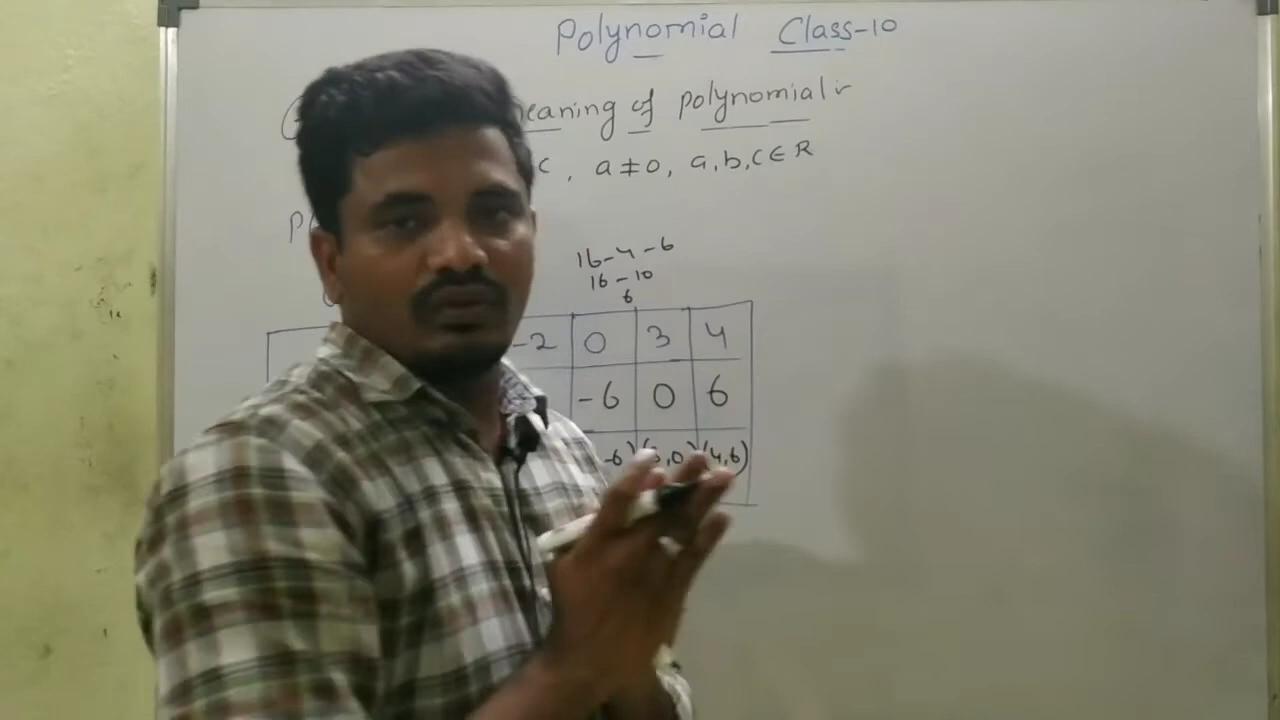 Polynomial Class-10
meaning of polynomial :-
c , a ≠ 0, a, b, c ∈ R
P(
16-4-6
16-10
6
-2 0 3 4
-6 0 6
-6) (3,0) (4,6)